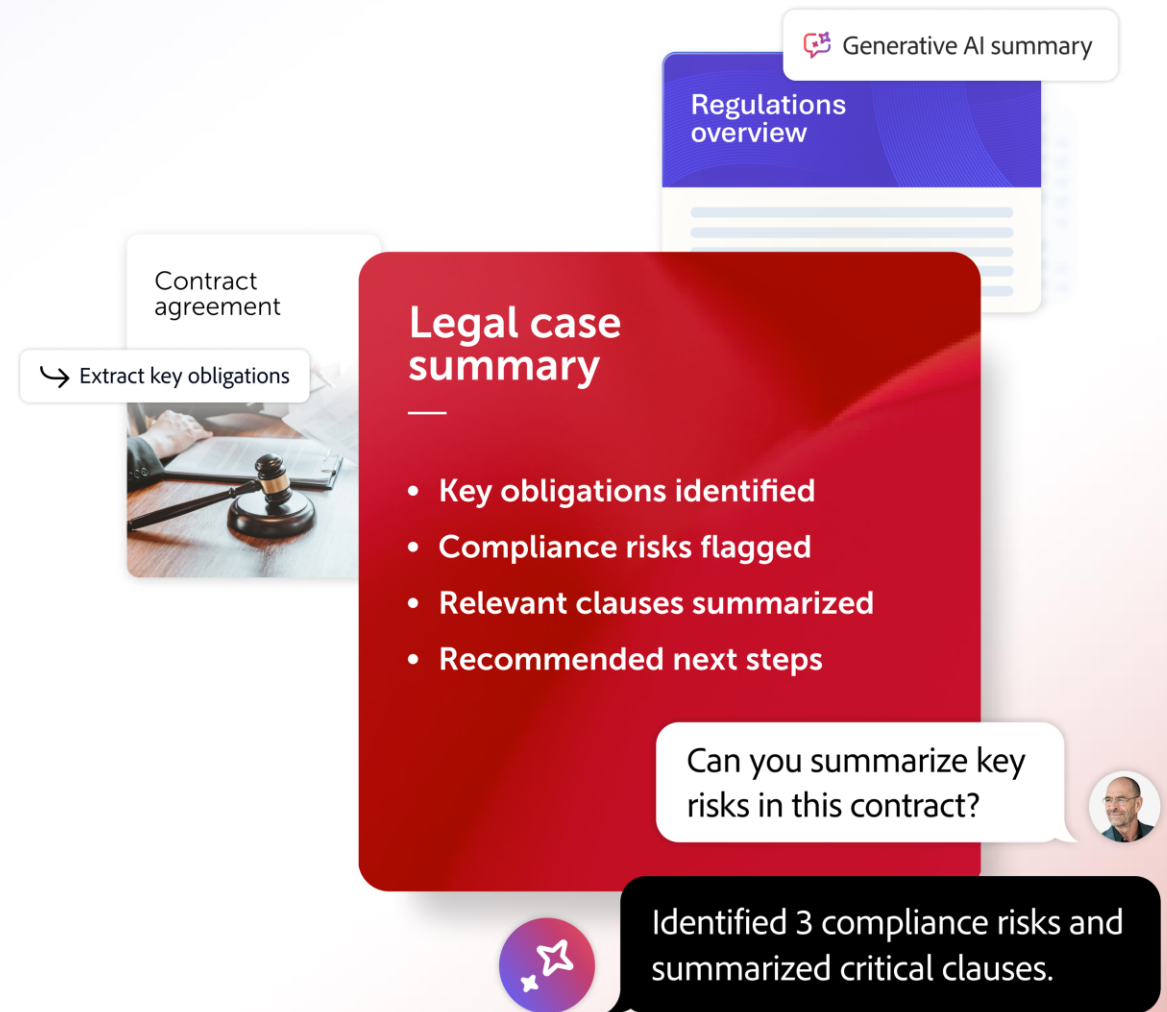 Generative AI summary
Regulations
overview
Contract
agreement
Extract key obligations
Legal case
summary
• Key obligations identified
• Compliance risks flagged
• Relevant clauses summarized
• Recommended next steps
Can you summarize key
risks in this contract?
Identified 3 compliance risks and
summarized critical clauses.